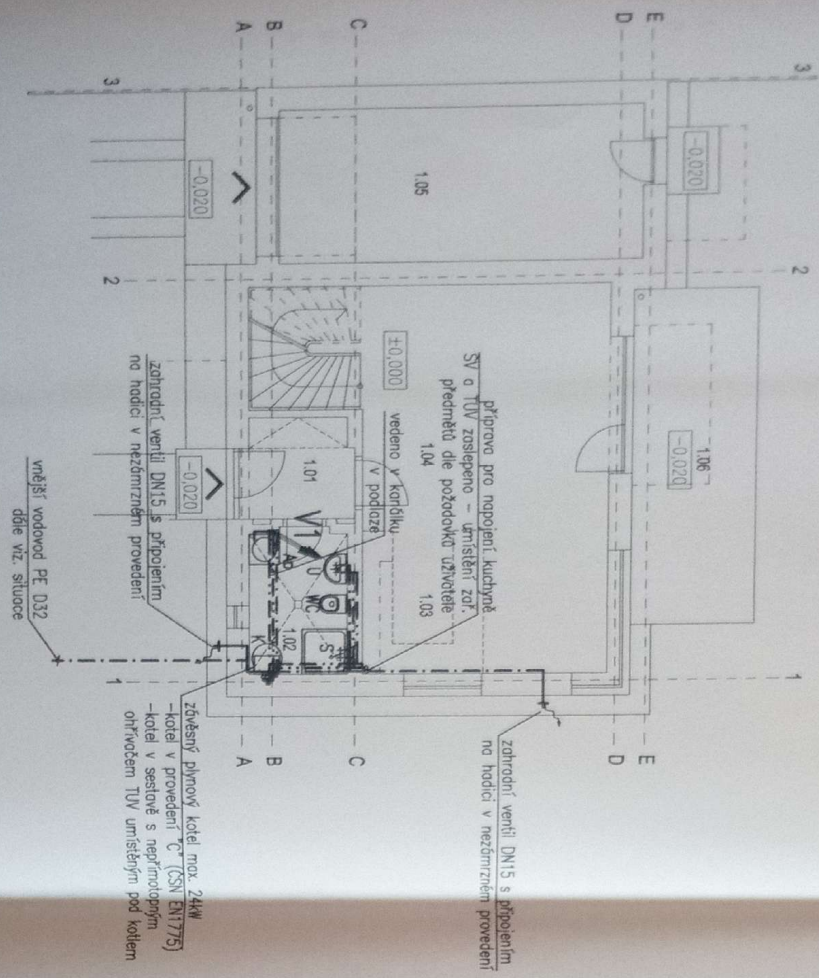 3
3
2
2
1
1
A
B
C
D
E
A
B
C
D
E
-0,020
-0,020
1.05
1.06
-0,020
±0,000
příprava pro napojení kuchyně
SV a TUV zaslepeno – umístění zař.
předmětů dle požadavků uživatele
1.04
1.03
vedeno v kanálku
v podlaze
1.01
-0,020
V1
U
WC
S
K
1.02
zahradní ventil DN15 s připojením
na hadici v nezámrzném provedení
vnější vodovod PE D32
dále viz. situace
zahradní ventil DN15 s připojením
na hadici v nezámrzném provedení
závěsný plynový kotel max. 24kW
-kotel v provedení "C" (ČSN EN1775)
-kotel v sestavě s nepřímotopným
ohřívačem TUV umístěným pod kotlem